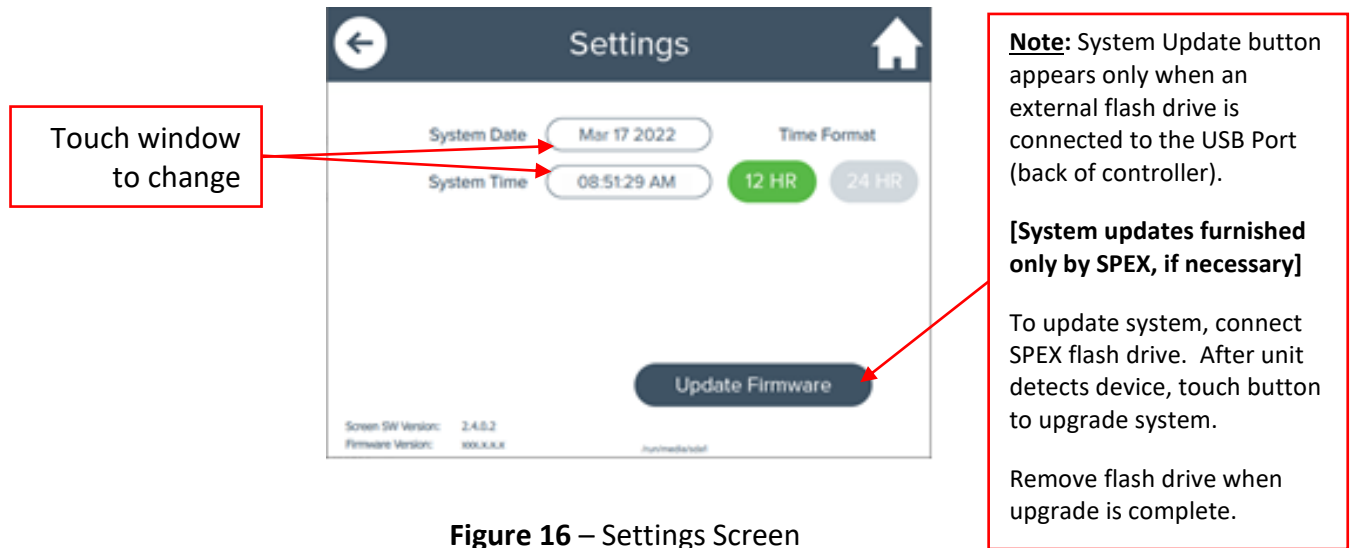 Settings
Touch window
to change
System Date
Mar 17 2022
Time Format
System Time
08:51:29 AM
12 HR
24 HR
Update Firmware
Screen SW Version: 2.4.0.2
Firmware Version: xxx.x.x.x
/run/media/sda1
Note: System Update button
appears only when an
external flash drive is
connected to the USB Port
(back of controller).
[System updates furnished
only by SPEX, if necessary]
To update system, connect
SPEX flash drive. After unit
detects device, touch button
to upgrade system.
Remove flash drive when
upgrade is complete.
Figure 16 – Settings Screen